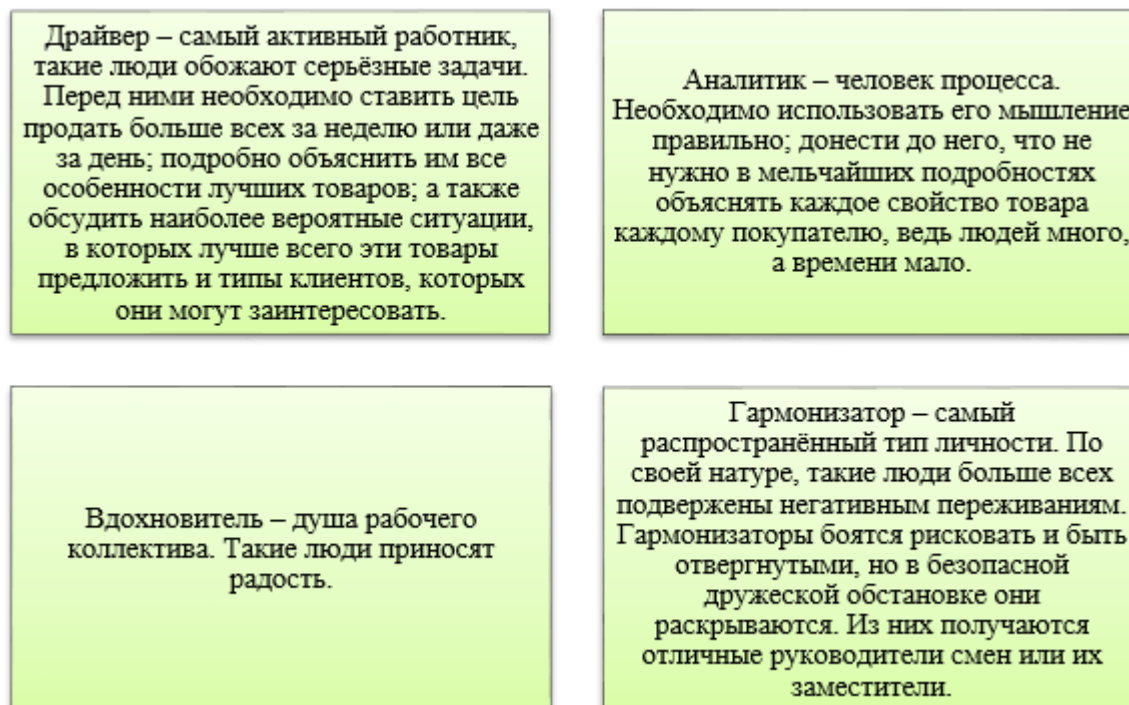 Драйвер – самый активный работник,
такие люди обожают серьёзные задачи.
Перед ними необходимо ставить цель
продать больше всех за неделю или даже
за день; подробно объяснить им все
особенности лучших товаров; а также
обсудить наиболее вероятные ситуации,
в которых лучше всего эти товары
предложить и типы клиентов, которых
они могут заинтересовать.
Аналитик – человек процесса.
Необходимо использовать его мышление
правильно; донести до него, что не
нужно в мельчайших подробностях
объяснять каждое свойство товара
каждому покупателю, ведь людей много,
а времени мало.
Вдохновитель – душа рабочего
коллектива. Такие люди приносят
радость.
Гармонизатор – самый
распространённый тип личности. По
своей натуре, такие люди больше всех
подвержены негативным переживаниям.
Гармонизаторы боятся рисковать и быть
отвергнутыми, но в безопасной
дружеской обстановке они
раскрываются. Из них получаются
отличные руководители смен или их
заместители.